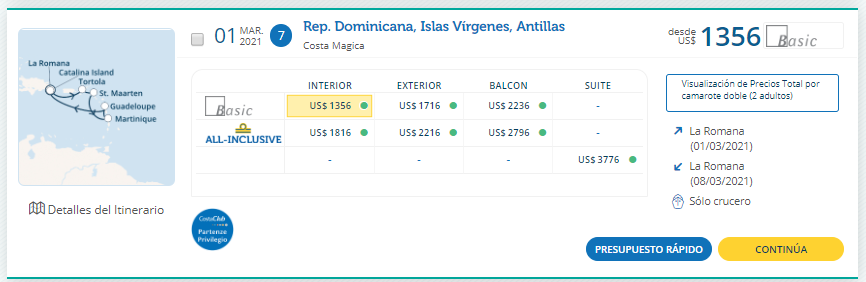 01 MAR. 2021 7 Rep. Dominicana, Islas Vírgenes, Antillas
Costa Magica
desde US$ 1356 Basic
La Romana
Catalina Island
Tortola
St. Maarten
Guadeloupe
Martinique
Detalles del Itinerario
INTERIOR EXTERIOR BALCON SUITE
Basic US$ 1356 US$ 1716 US$ 2236 -
ALL-INCLUSIVE US$ 1816 US$ 2216 US$ 2796 -
- - - US$ 3776
CostaClub
Partenze
Privilegio
Visualización de Precios Total por
camarote doble (2 adultos)
La Romana
(01/03/2021)
La Romana
(08/03/2021)
Sólo crucero
PRESUPUESTO RÁPIDO CONTINÚA